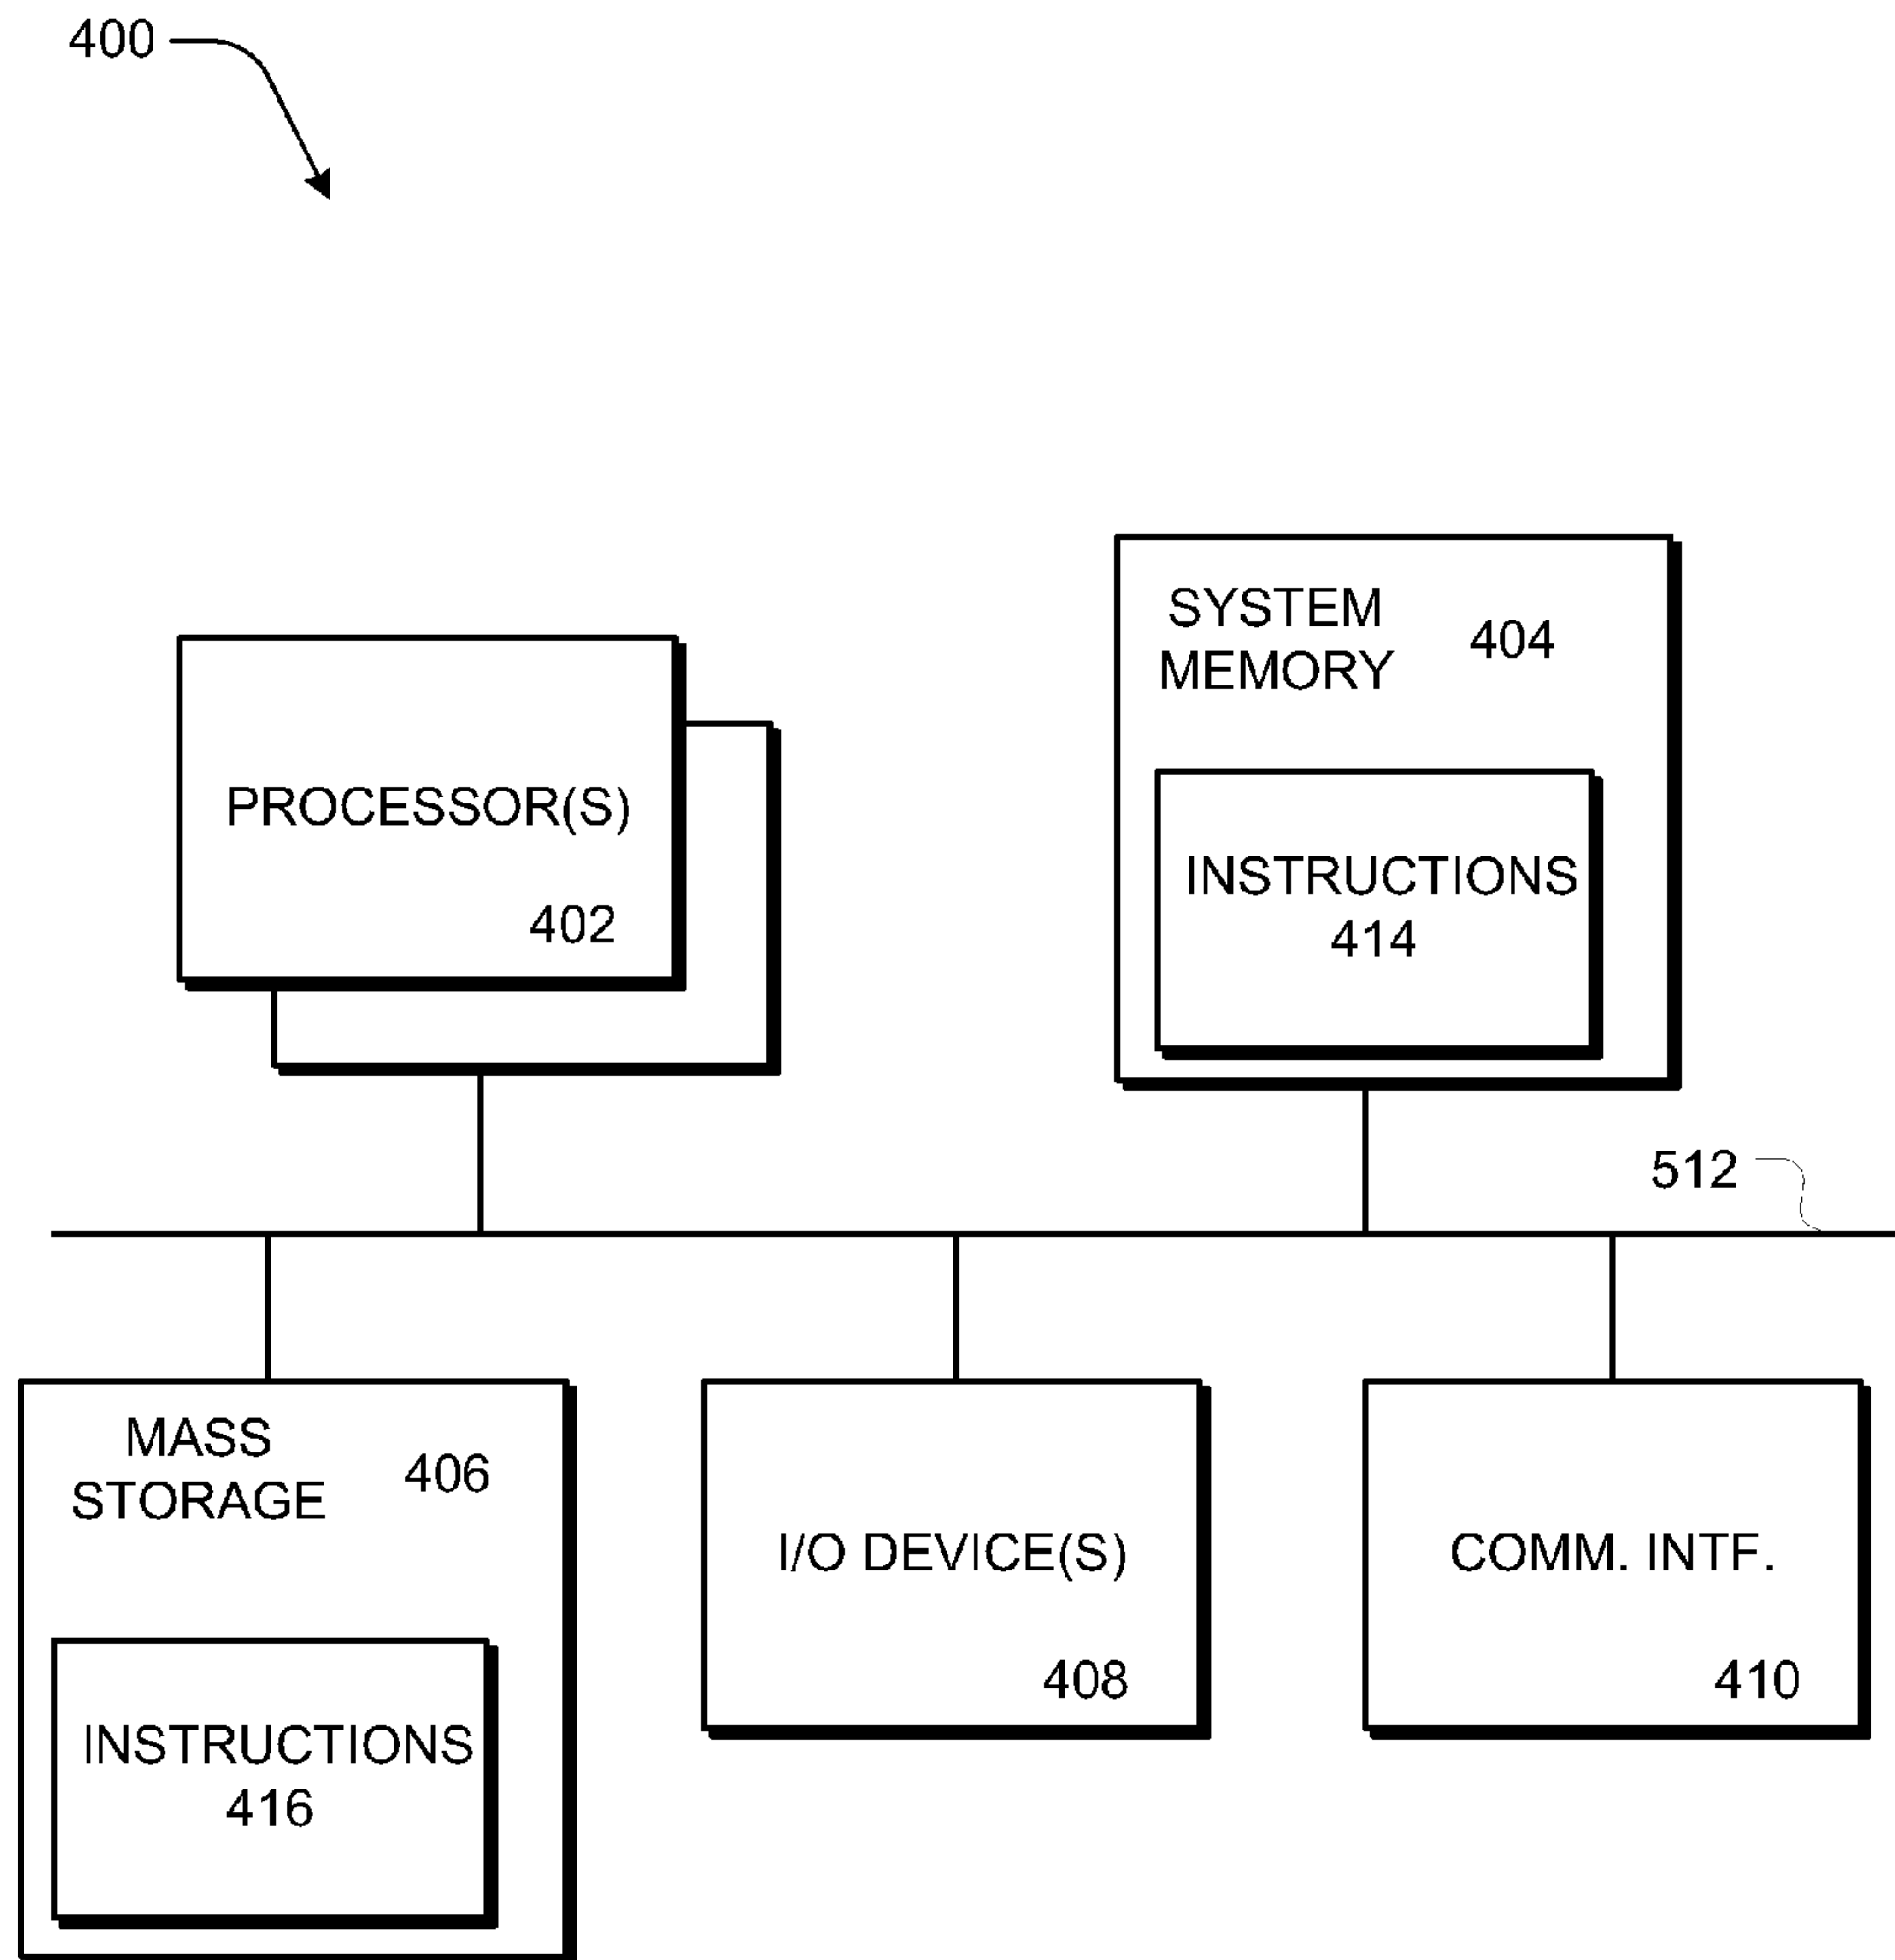 400
SYSTEM
MEMORY
404
PROCESSOR(S)
402
INSTRUCTIONS
414
512
MASS
STORAGE
406
INSTRUCTIONS
416
I/O DEVICE(S)
408
COMM. INTF.
410